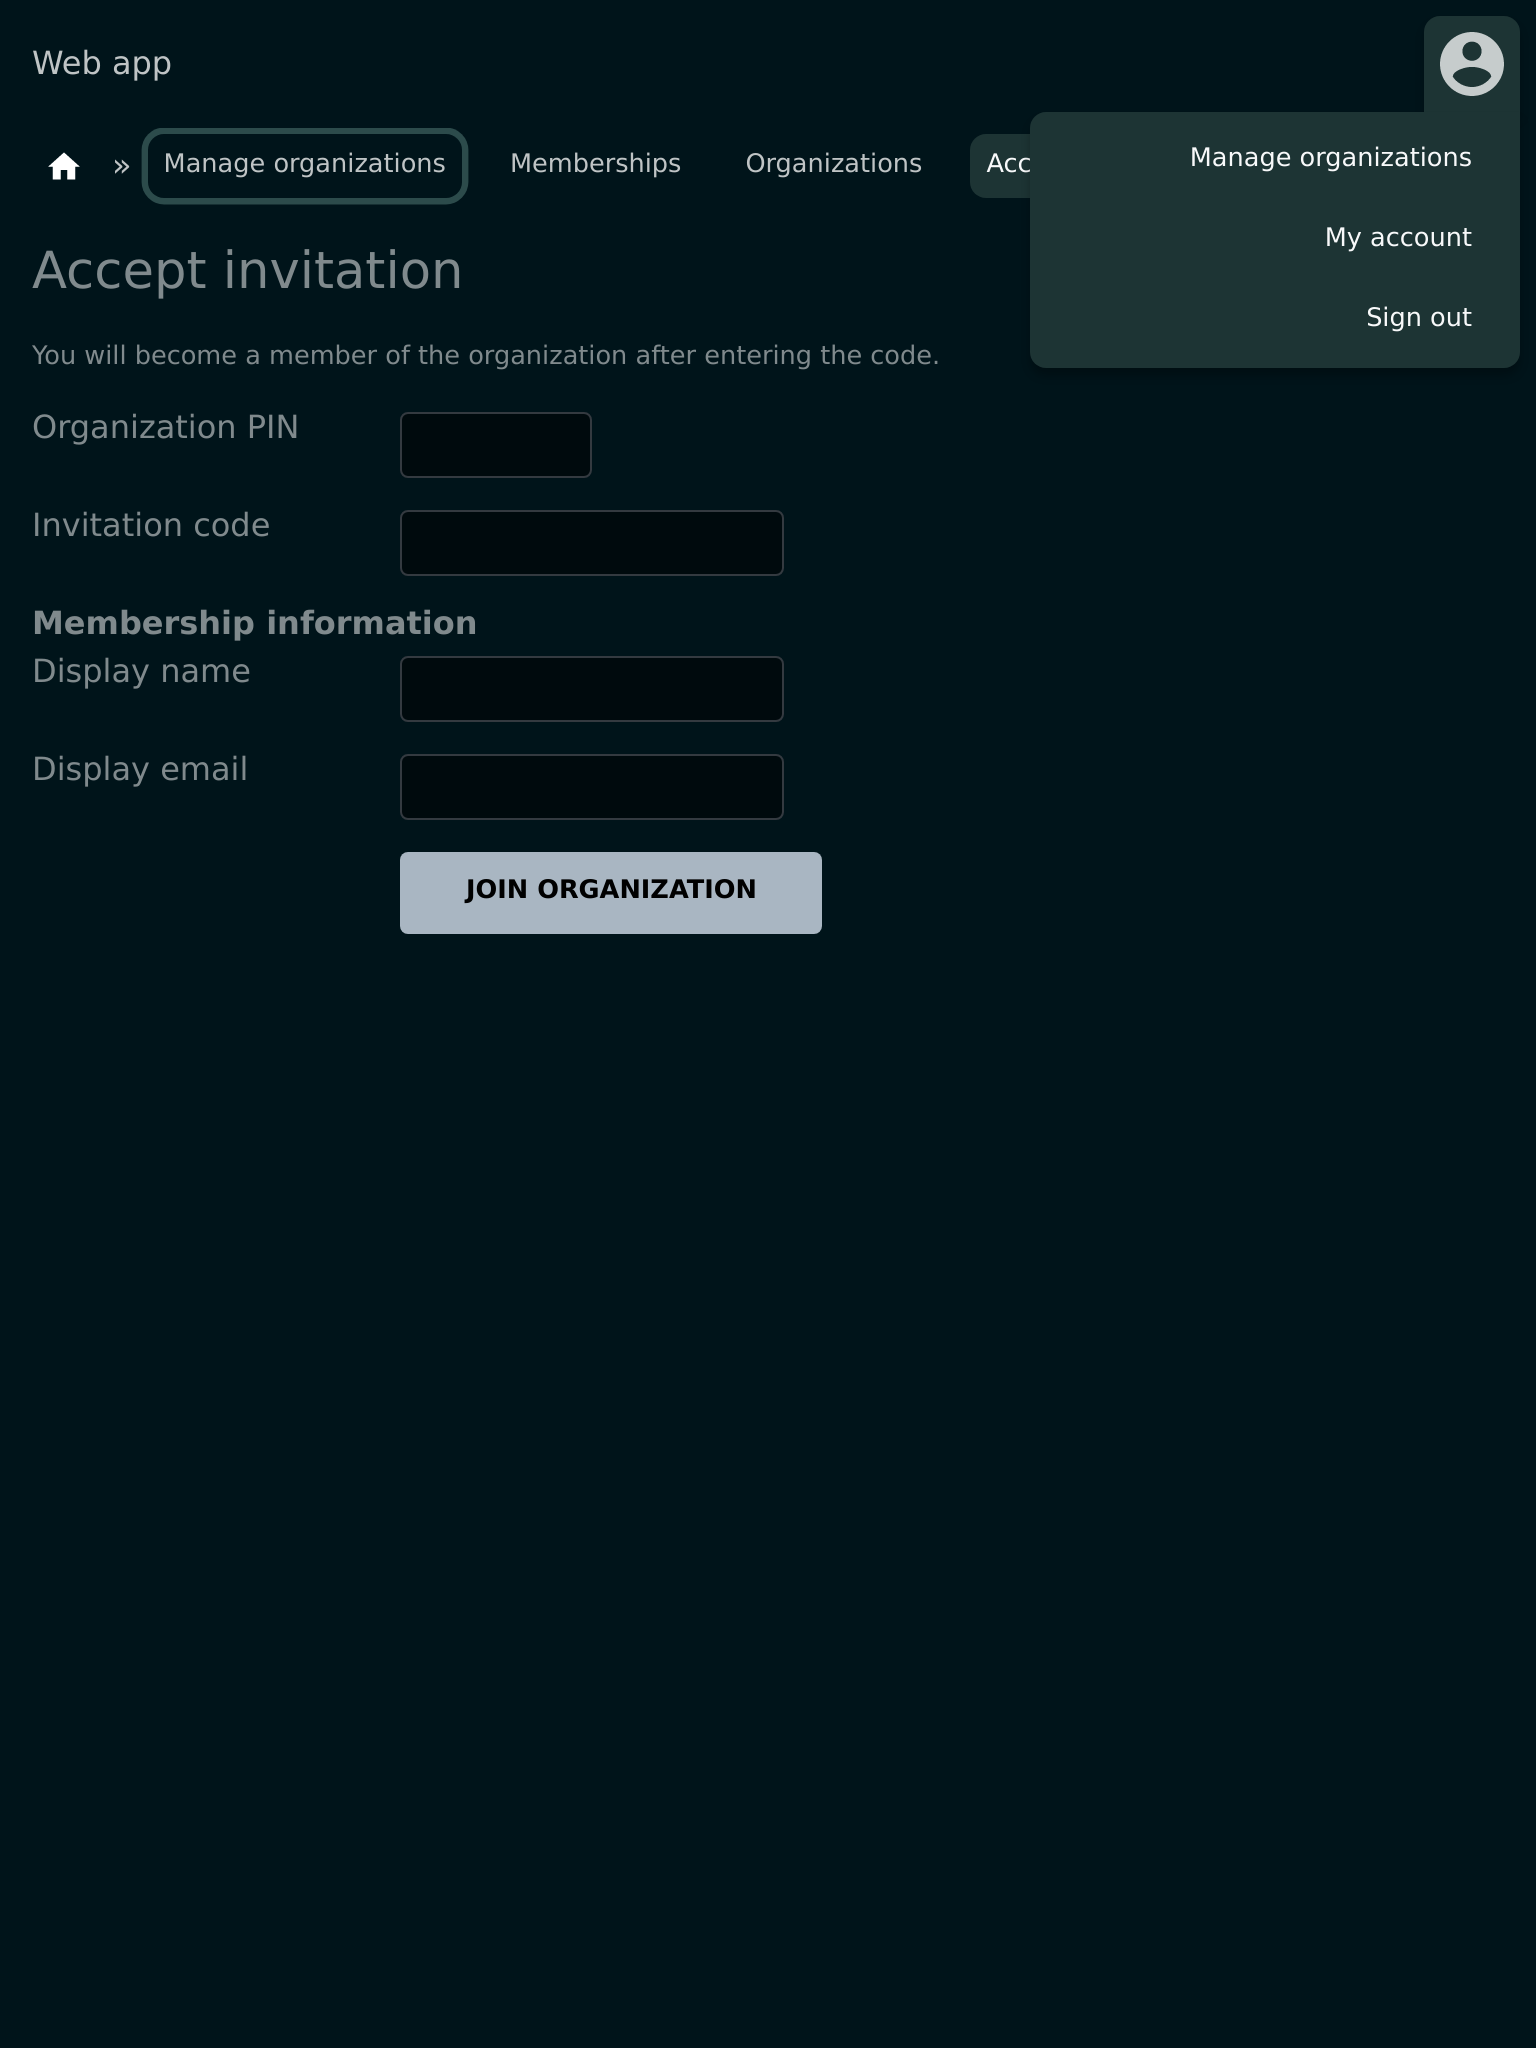 Web app
» Manage organizations Memberships Organizations Acc
Manage organizations
My account
Sign out
Accept invitation
You will become a member of the organization after entering the code.
Organization PIN
Invitation code
Membership information
Display name
Display email
JOIN ORGANIZATION